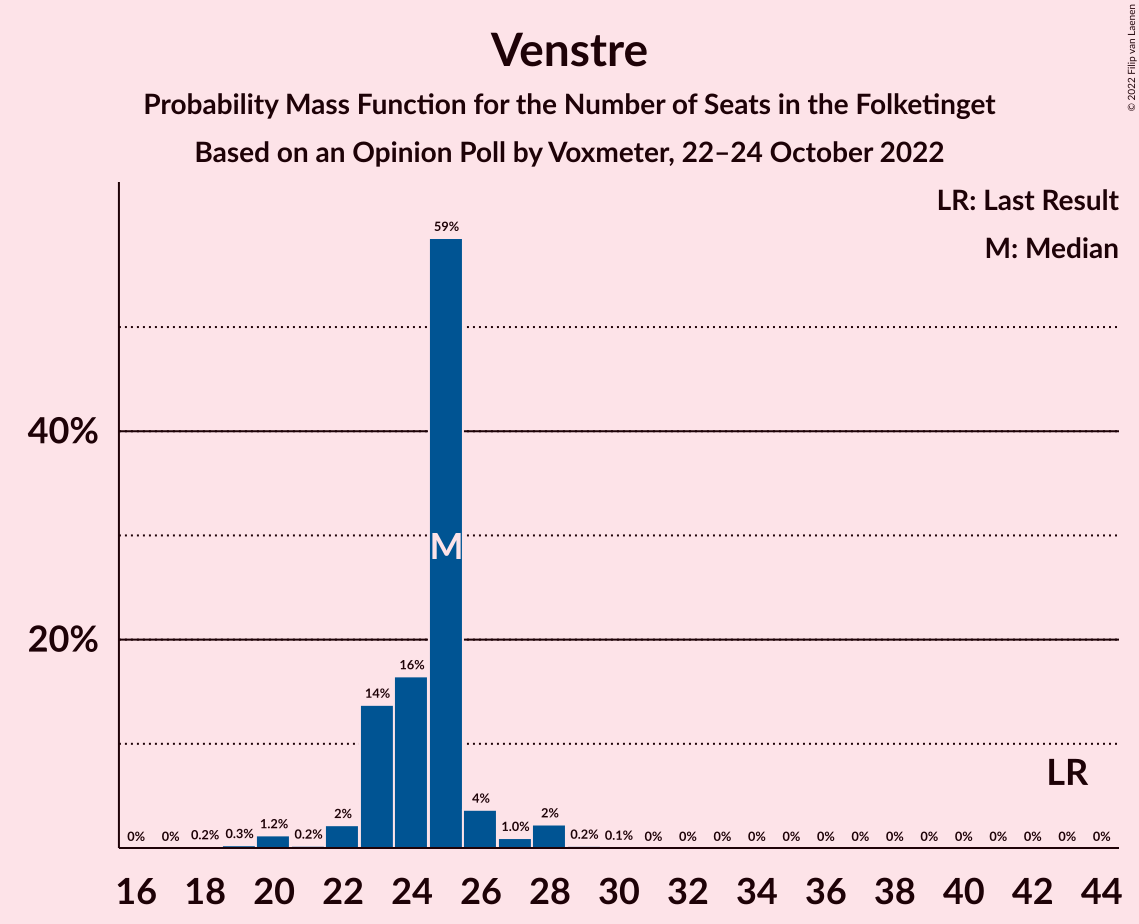 Venstre
Probability Mass Function for the Number of Seats in the Folketinget
Based on an Opinion Poll by Voxmeter, 22–24 October 2022
© 2022 Filip van Laenen
LR: Last Result
M: Median
59%
40%
M
20%
16%
14%
LR
0% 0% 0.2% 0.3% 1.2% 0.2% 2% 4% 1.0% 2% 0.2% 0.1% 0% 0% 0% 0% 0% 0% 0% 0% 0% 0% 0% 0% 0% 0%
16 18 20 22 24 26 28 30 32 34 36 38 40 42 44